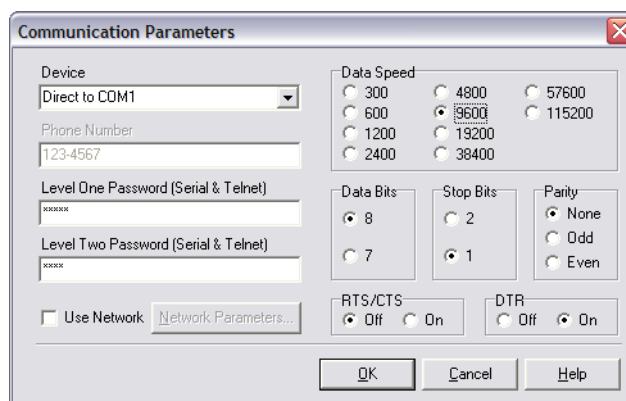 Communication Parameters
Device
Direct to COM1
Phone Number
123-4567
Level One Password (Serial & Telnet)
*****
Level Two Password (Serial & Telnet)
****
Use Network Network Parameters...
Data Speed
300 4800 57600
600 9600 115200
1200 19200
2400 38400
Data Bits
8
7
Stop Bits
2
1
Parity
None
Odd
Even
RTS/CTS
Off On
DTR
Off On
OK Cancel Help